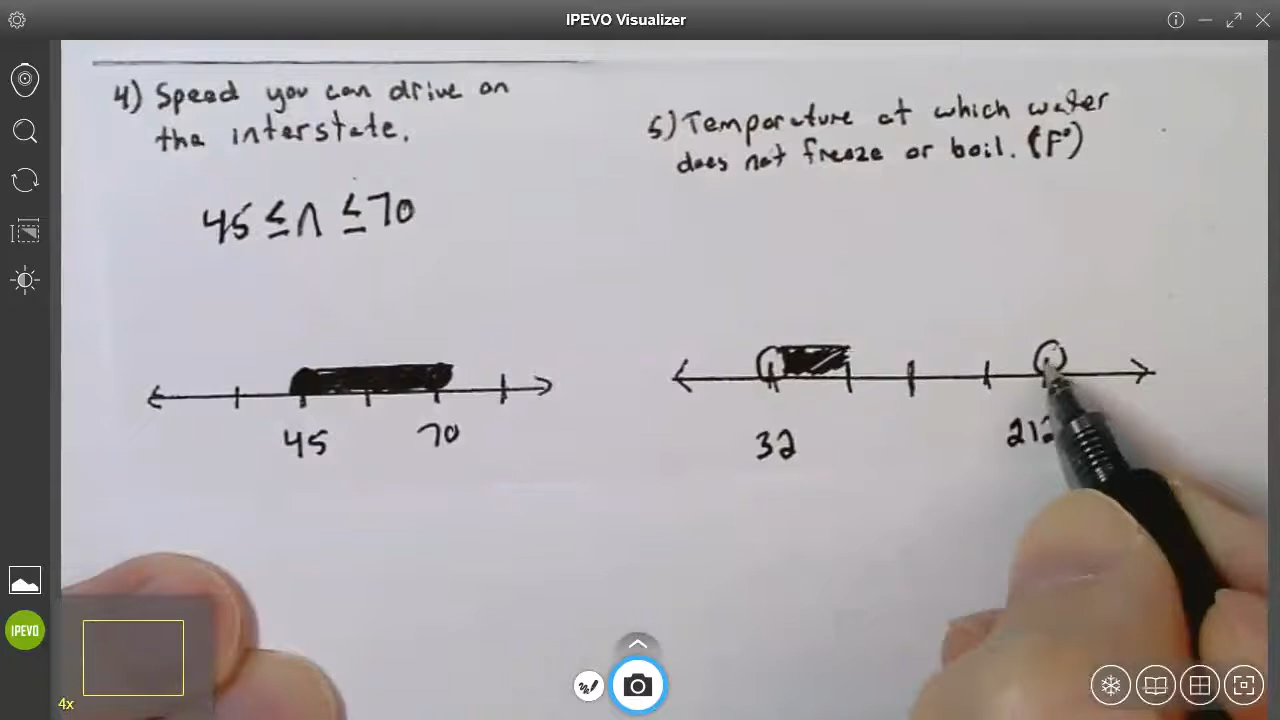 IPEVO Visualizer
4) Speed you can drive on
the interstate.
45 ≤ n ≤ 70
45 70
5) Temperature at which water
does not freeze or boil. (F°)
32 212
IPEVO
4x